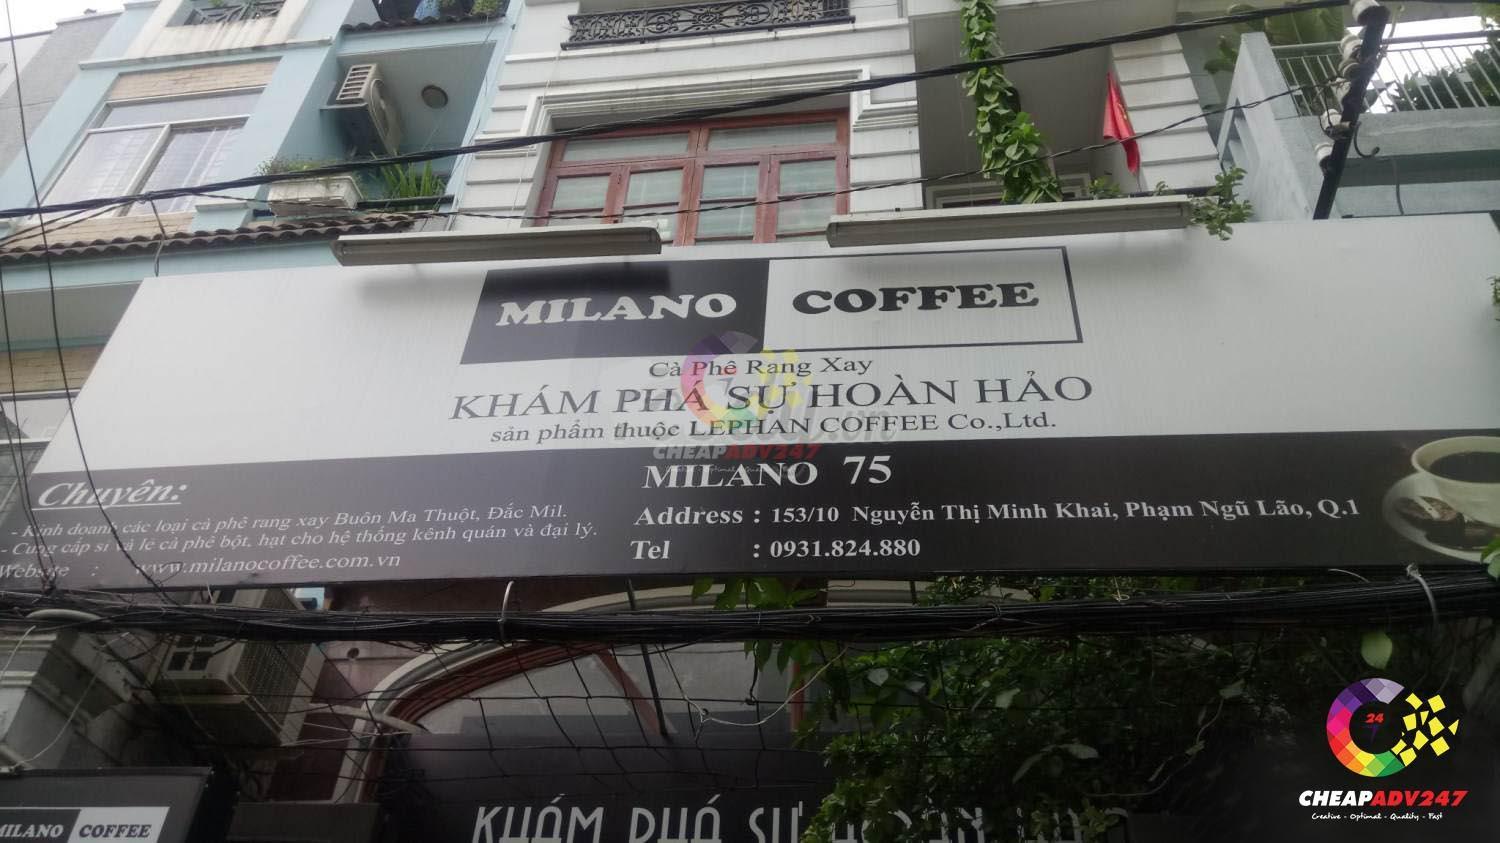 MILANO COFFEE
Cà Phê Rang Xay
KHÁM PHÁ SỰ HOÀN HẢO
sản phẩm thuộc LEPHAN COFFEE Co.,Ltd.
CHEAPADV247
MILANO 75
Chuyên:
- Kinh doanh các loại cà phê rang xay Buôn Ma Thuột, Đắc Mil.
- Cung cấp sỉ và lẻ cà phê bột, hạt cho hệ thống kênh quán và đại lý.
Website : www.milanocoffee.com.vn
Address : 153/10 Nguyễn Thị Minh Khai, Phạm Ngũ Lão, Q.1
Tel : 0931.824.880
MILANO COFFEE
KHÁM PHÁ SỰ
24
CHEAPADV247
Creative - Optimal - Quality - Fast